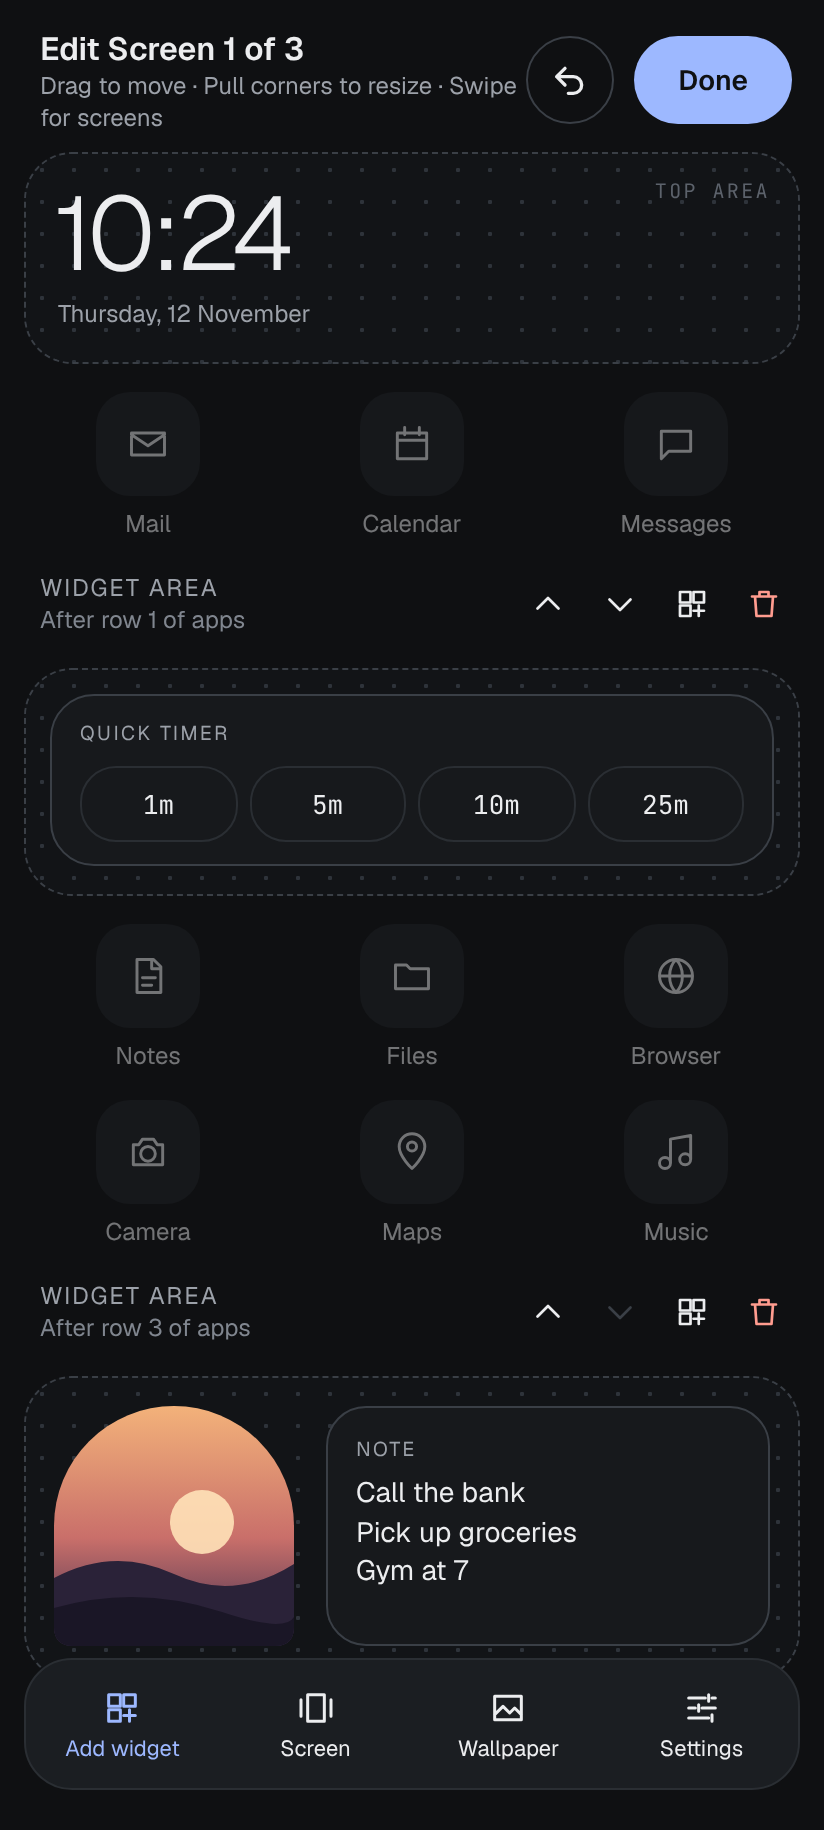 Edit Screen 1 of 3
Drag to move · Pull corners to resize · Swipe
for screens
Done
TOP AREA
10:24
Thursday, 12 November
Mail
Calendar
Messages
WIDGET AREA
After row 1 of apps
QUICK TIMER
1m
5m
10m
25m
Notes
Files
Browser
Camera
Maps
Music
WIDGET AREA
After row 3 of apps
NOTE
Call the bank
Pick up groceries
Gym at 7
Add widget
Screen
Wallpaper
Settings